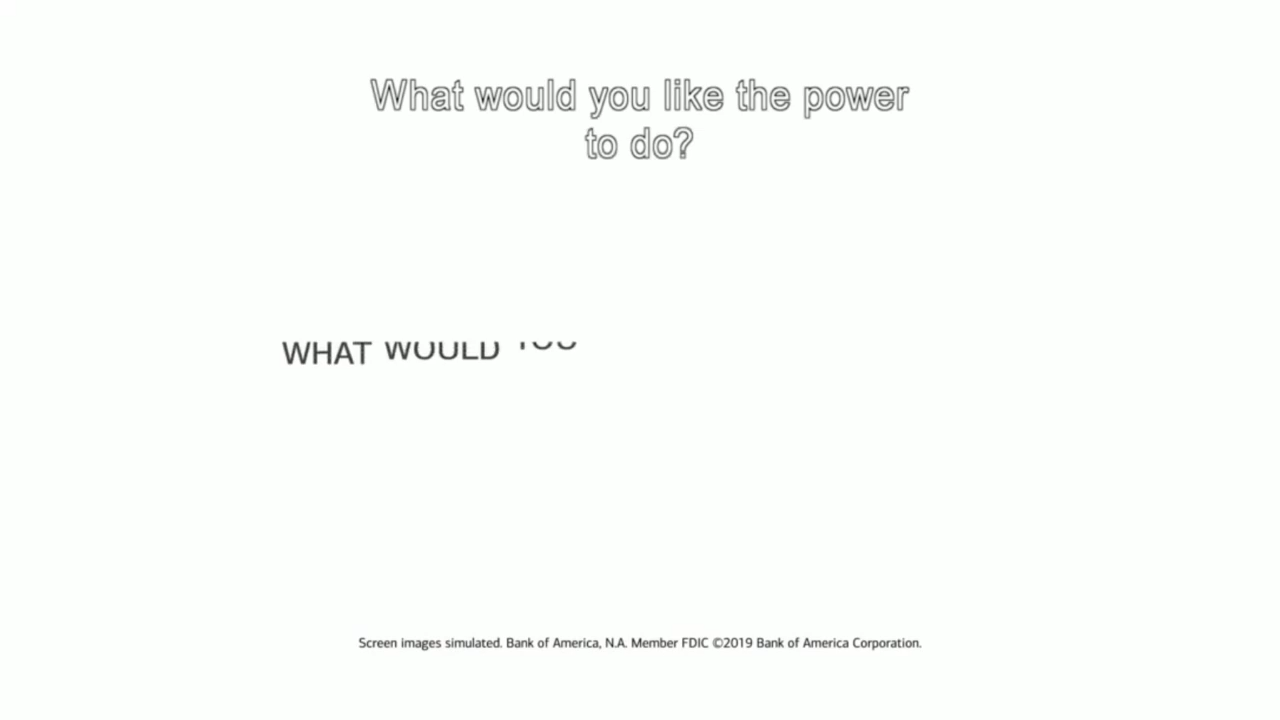 What would you like the power
to do?
WHAT WOULD YOU
Screen images simulated. Bank of America, N.A. Member FDIC ©2019 Bank of America Corporation.